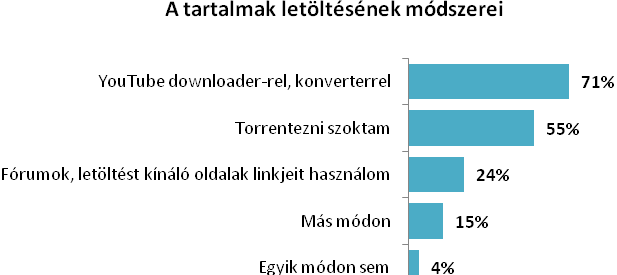 A tartalmak letöltésének módszerei
YouTube downloader-rel, konverterrel 71%
Torrentezni szoktam 55%
Fórumok, letöltést kínáló oldalak linkjeit használom 24%
Más módon 15%
Egyik módon sem 4%